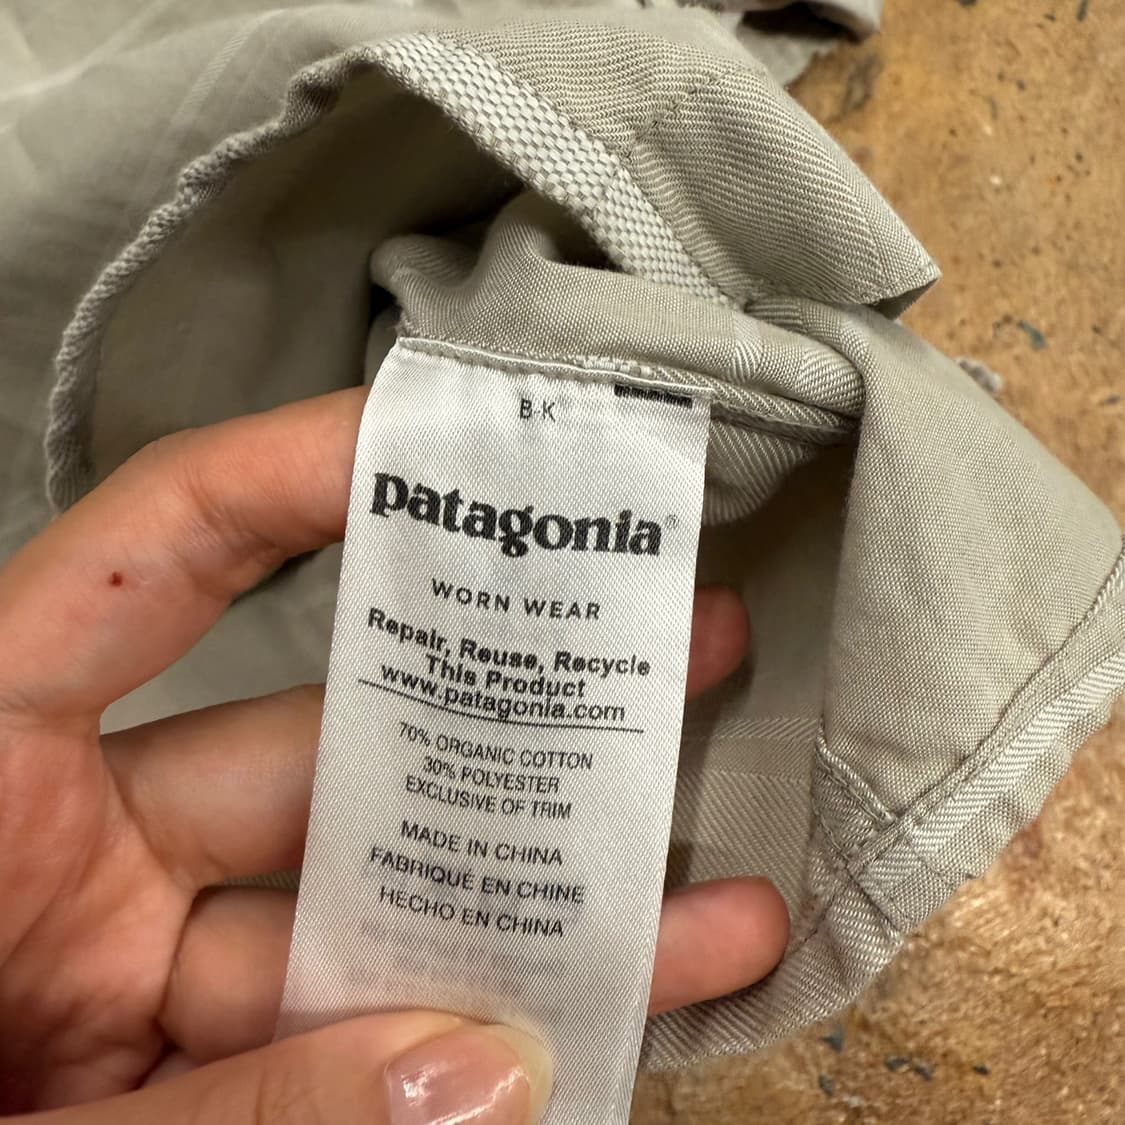 B-K
patagonia®
WORN WEAR
Repair, Reuse, Recycle
This Product
www.patagonia.com
70% ORGANIC COTTON
30% POLYESTER
EXCLUSIVE OF TRIM
MADE IN CHINA
FABRIQUÉ EN CHINE
HECHO EN CHINA